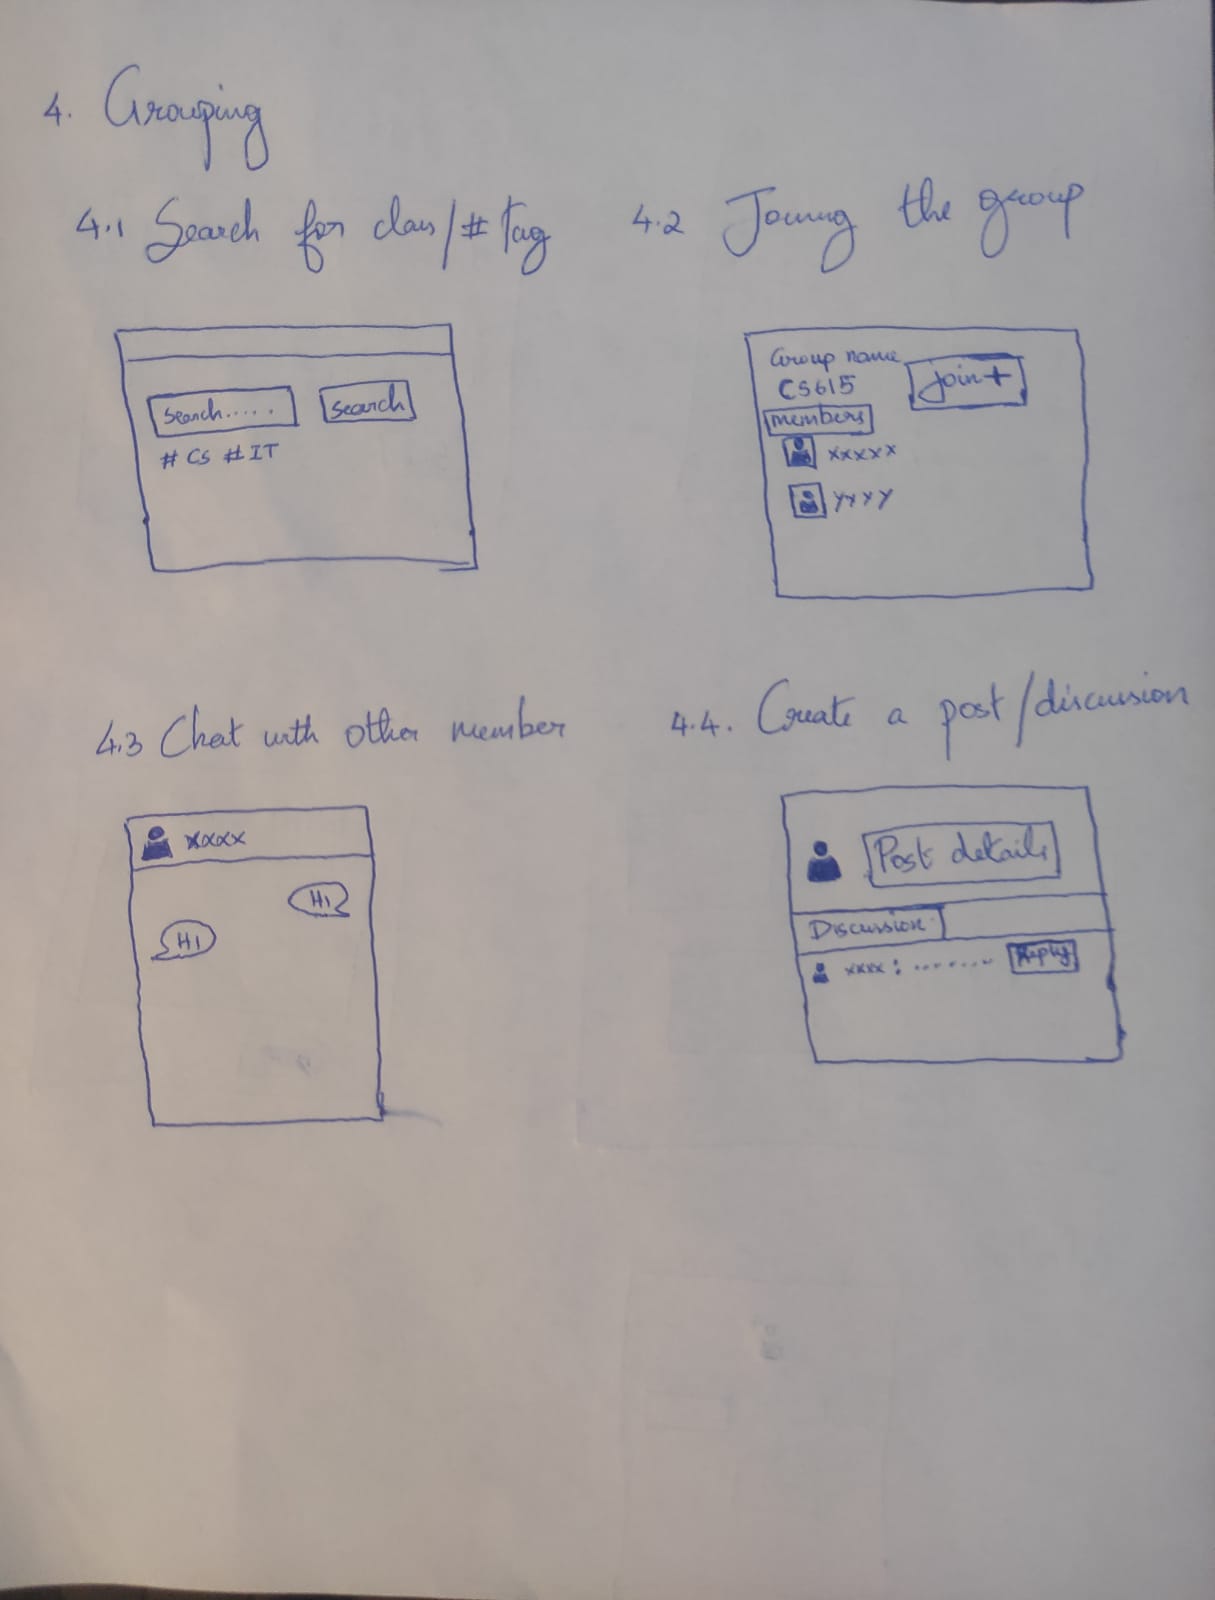 4. Grouping
4.1 Search for class/# Tag
Search.....
Search
# CS # IT
4.2 Joining the group
Group name
CS615
Join+
members
xxxxx
yyyy
4.3 Chat with other member
xxxx
Hi
Hi
4.4. Create a post/discussion
Post details
Discussion
xxxx : ........ Reply